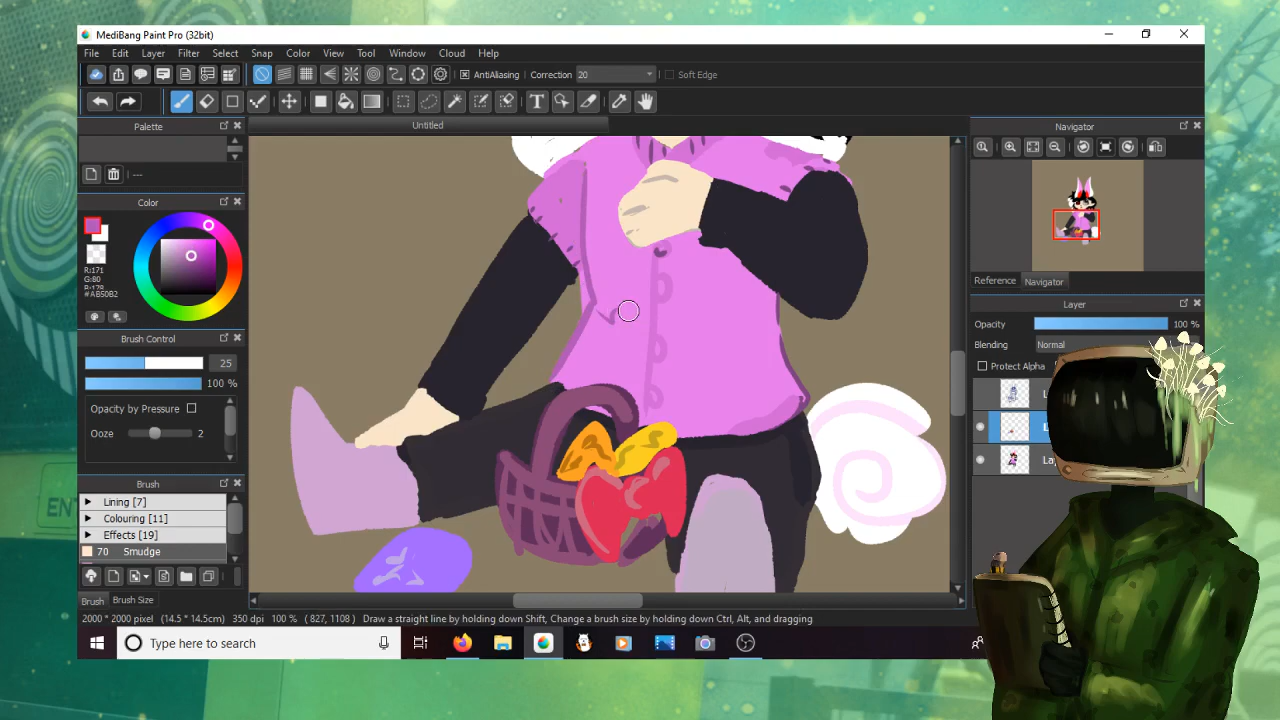 MediBang Paint Pro (32bit)
File Edit Layer Filter Select Snap Color View Tool Window Cloud Help
AntiAliasing Correction 20 Soft Edge
T
Palette
Untitled
Navigator
---
Color
R:171
G:80
B:178
#AB50B2
Reference Navigator
Layer
Opacity 100 %
Brush Control
Blending Normal
25
Protect Alpha
100 %
Opacity by Pressure
Ooze 2
Brush
Lining [7]
Colouring [11]
Effects [19]
70 Smudge
Brush Brush Size
2000 * 2000 pixel (14.5 * 14.5cm) 350 dpi 100 % ( 827, 1108 ) Draw a straight line by holding down Shift, Change a brush size by holding down Ctrl, Alt, and dragging
Type here to search